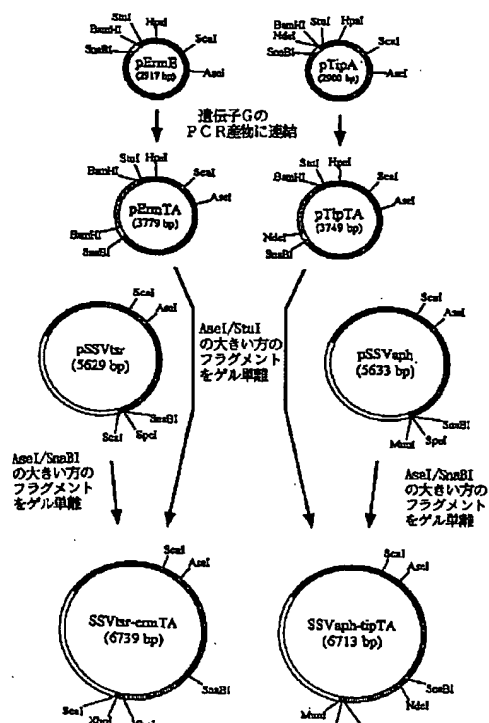 StuI
HpaI
BamHI
SnaBI
ScaI
AseI
pErmE
(2917 bp)
StuI
HpaI
BamHI
NdeI
SnaBI
ScaI
AseI
pTipA
(2900 bp)
遺伝子Gの
PCR産物に連結
StuI
HpaI
BamHI
ScaI
AseI
BamHI
SnaBI
pErmTA
(3779 bp)
StuI
HpaI
BamHI
ScaI
AseI
NdeI
SnaBI
pTipTA
(3749 bp)
ScaI
AseI
pSSVtsr
(5629 bp)
SnaBI
SpeI
ScaI
AseI/StuI
の大きい方の
フラグメント
をゲル単離
ScaI
AseI
pSSVaph
(5633 bp)
SnaBI
SpeI
MunI
AseI/SnaBI
の大きい方の
フラグメント
をゲル単離
AseI/SnaBI
の大きい方の
フラグメント
をゲル単離
ScaI
AseI
SSVtsr-ermTA
(6739 bp)
SnaBI
ScaI
ScaI
AseI
SSVaph-tipTA
(6713 bp)
SnaBI
NdeI
MunI